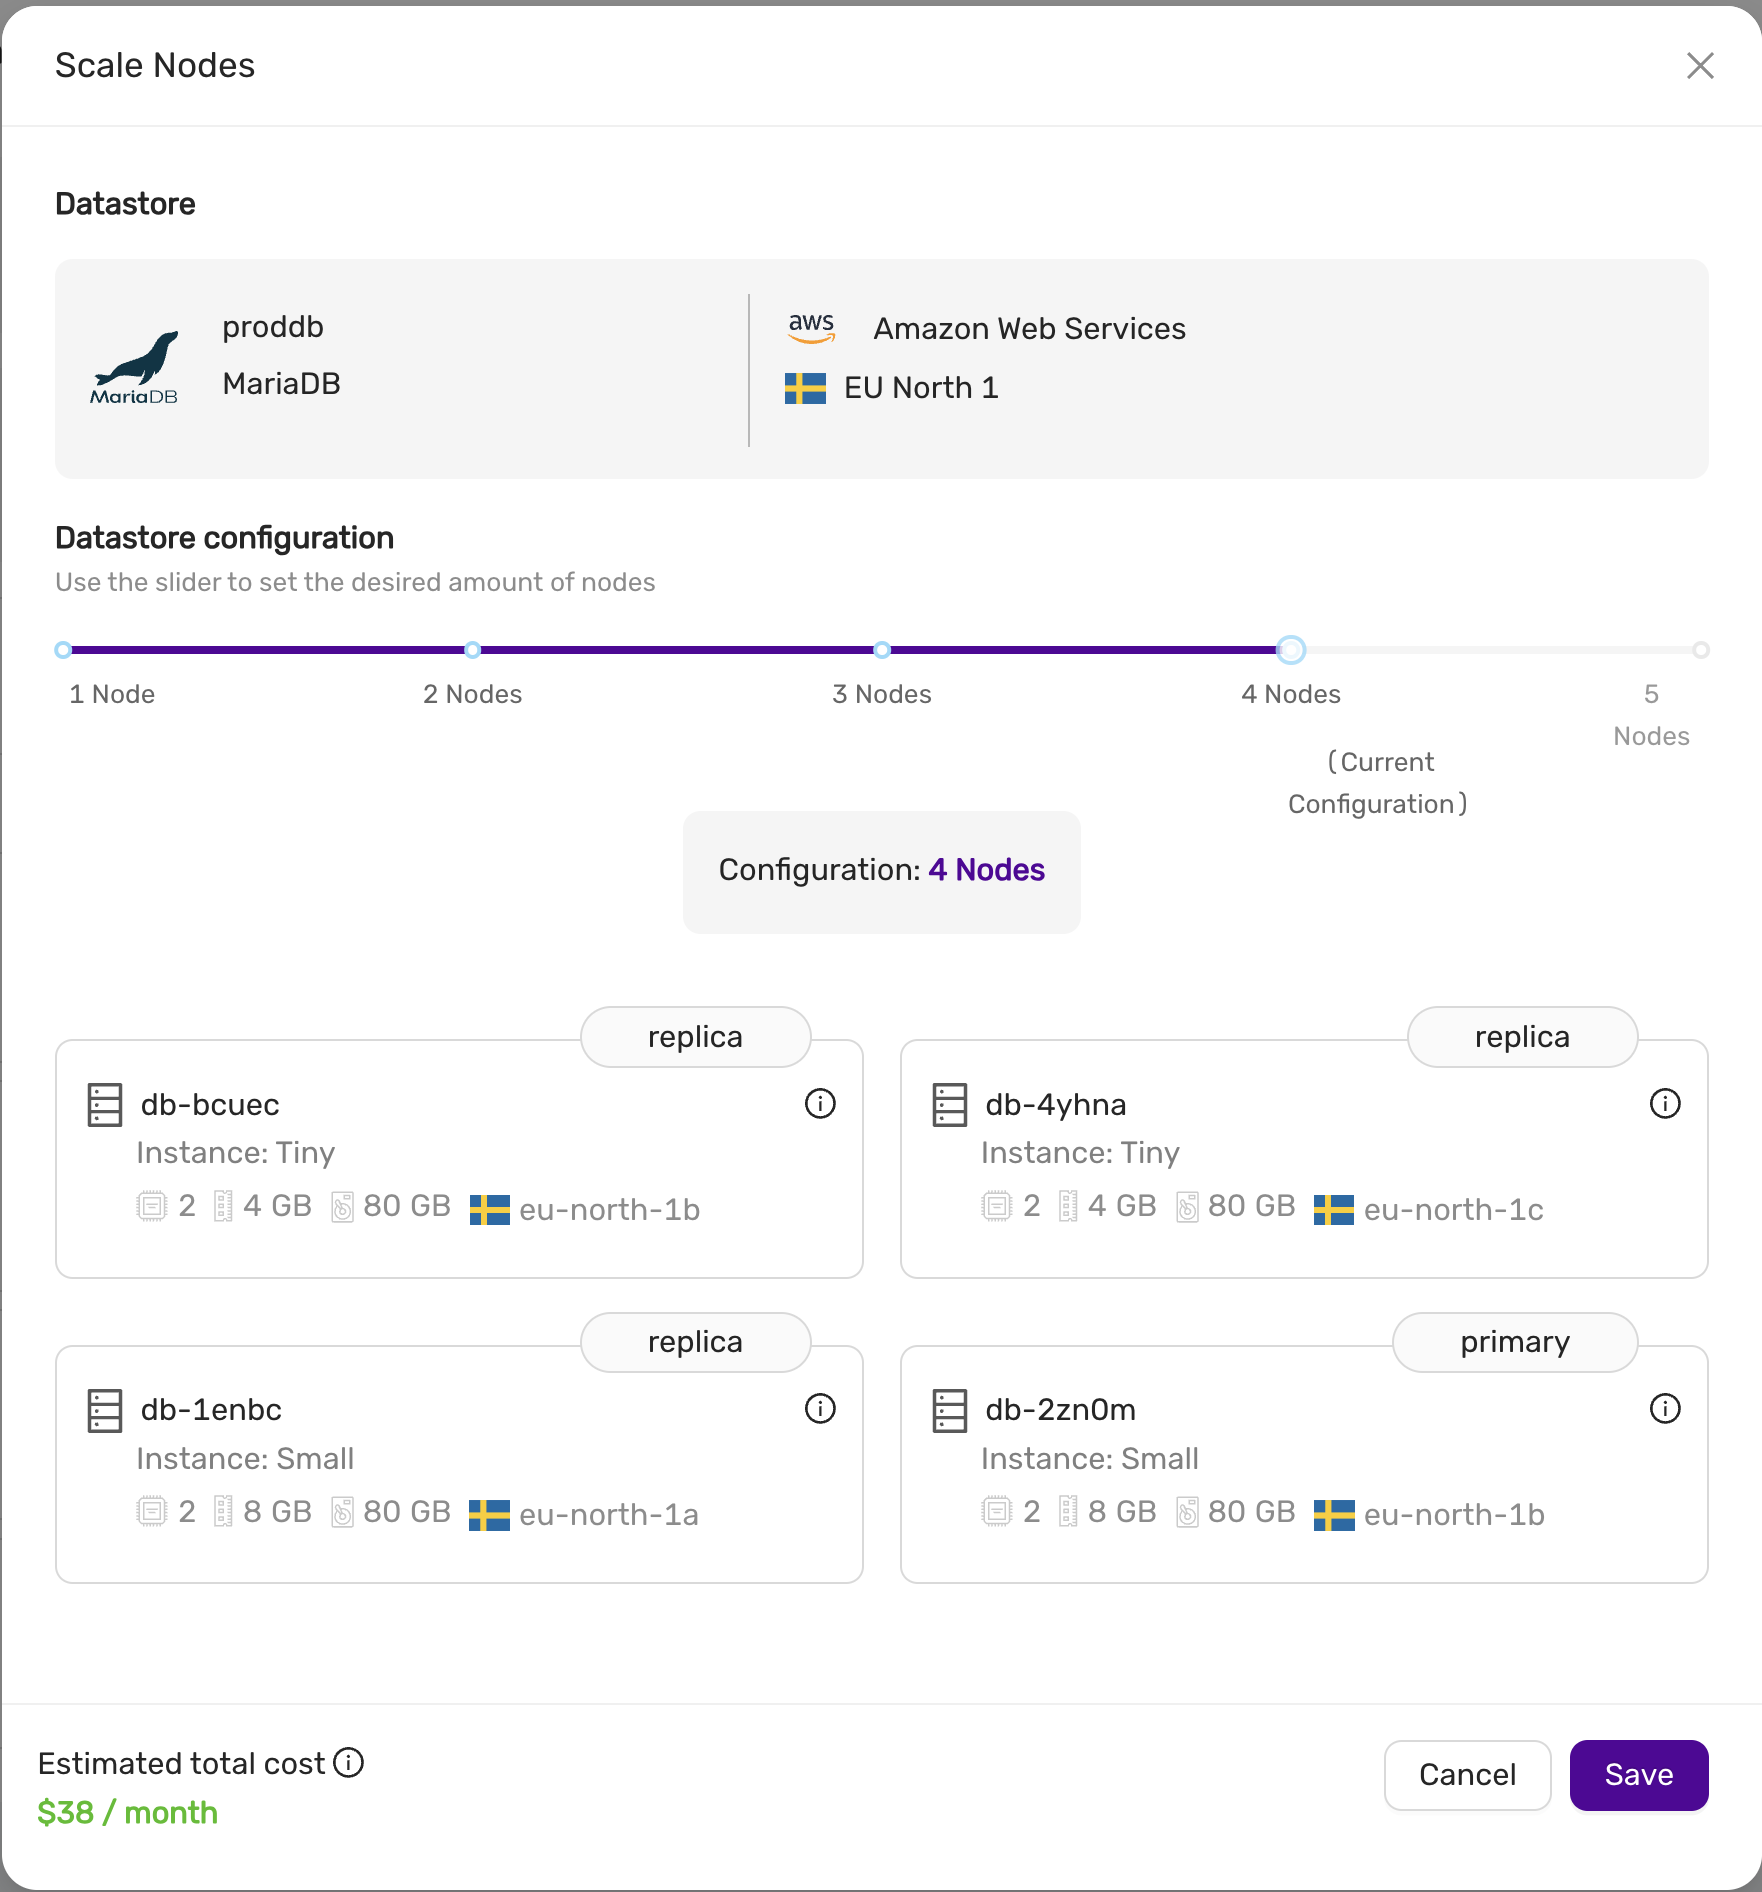 Scale Nodes
Datastore
MariaDB
proddb
MariaDB
aws
Amazon Web Services
EU North 1
Datastore configuration
Use the slider to set the desired amount of nodes
1 Node
2 Nodes
3 Nodes
4 Nodes
(Current
Configuration)
5
Nodes
Configuration: 4 Nodes
replica
db-bcuec
Instance: Tiny
2 4 GB 80 GB eu-north-1b
replica
db-4yhna
Instance: Tiny
2 4 GB 80 GB eu-north-1c
replica
db-1enbc
Instance: Small
2 8 GB 80 GB eu-north-1a
primary
db-2zn0m
Instance: Small
2 8 GB 80 GB eu-north-1b
Estimated total cost
$38 / month
Cancel
Save